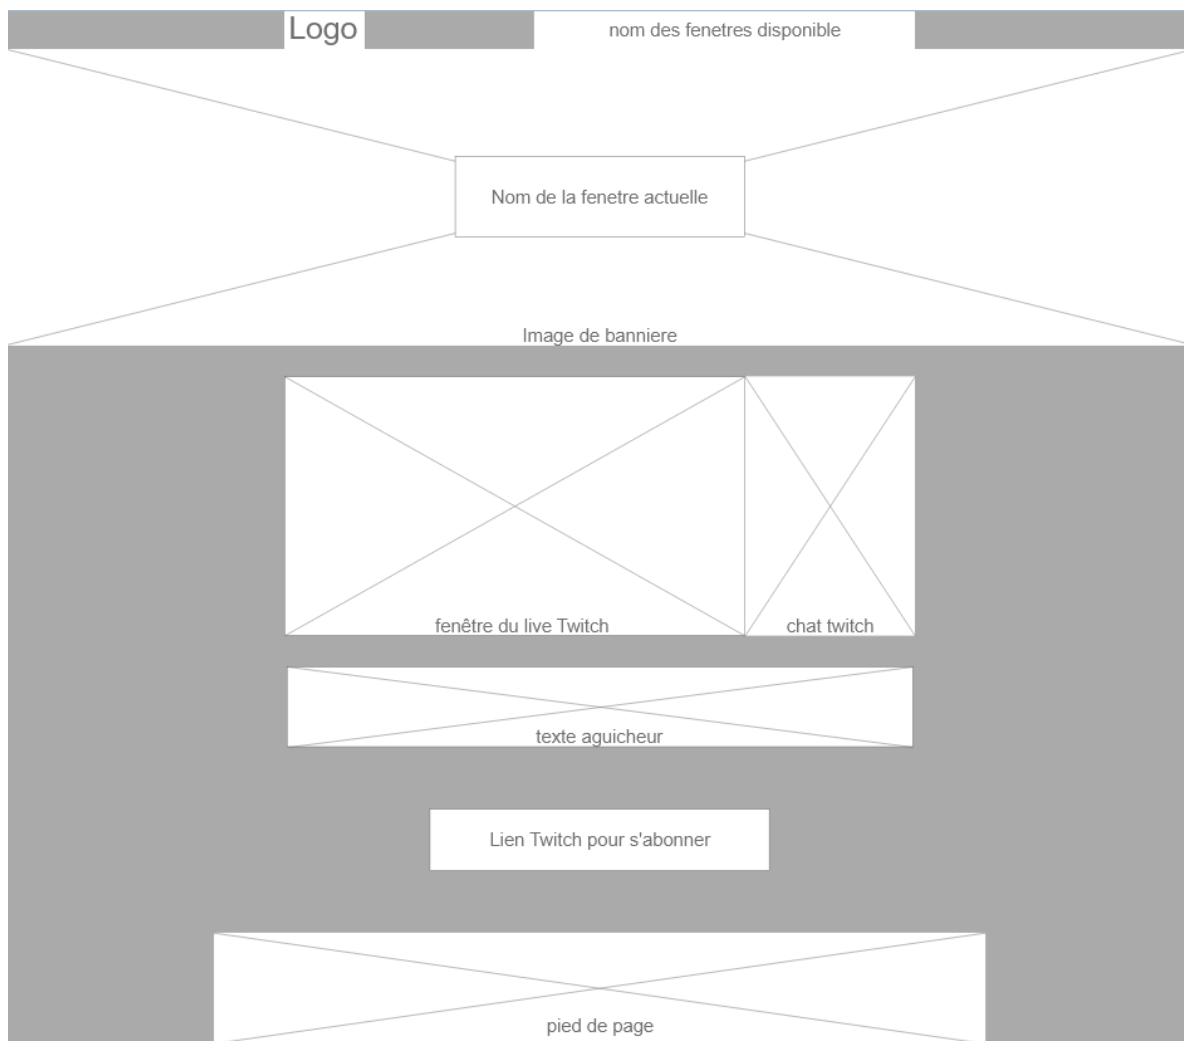 Logo
nom des fenetres disponible
Nom de la fenetre actuelle
Image de banniere
fenêtre du live Twitch
chat twitch
texte aguicheur
Lien Twitch pour s'abonner
pied de page